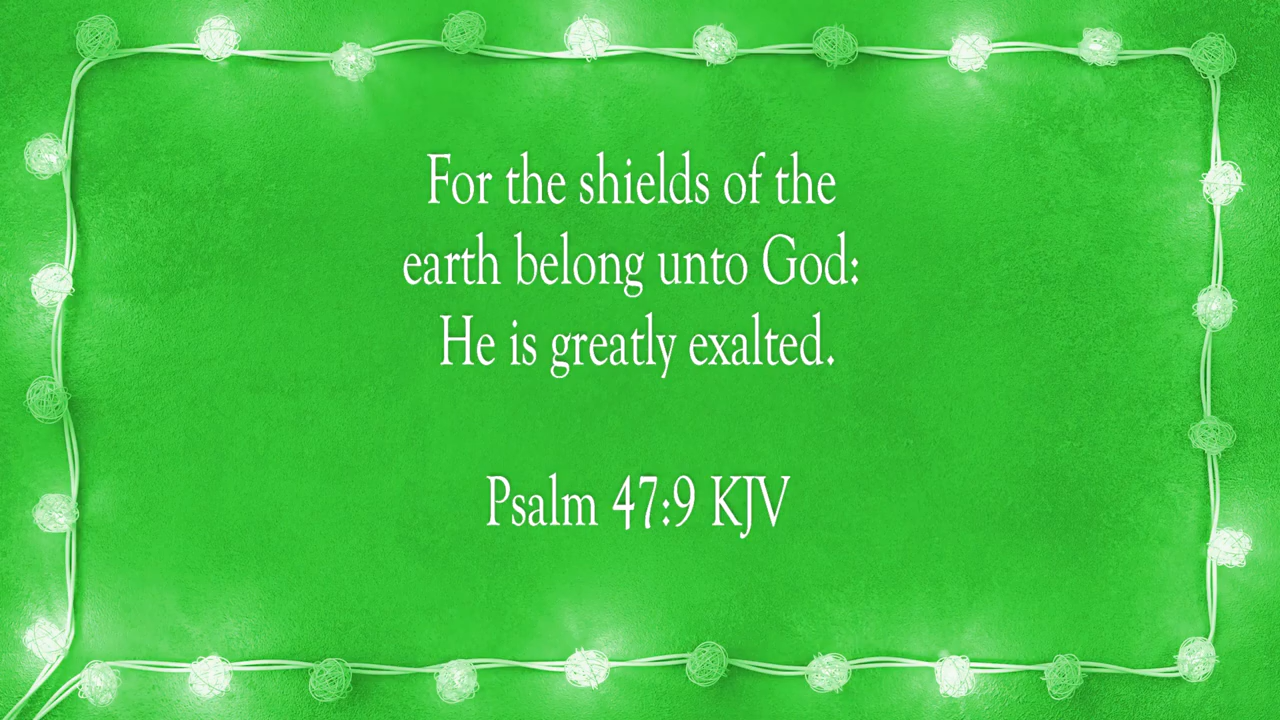 For the shields of the
earth belong unto God:
He is greatly exalted.
Psalm 47:9 KJV